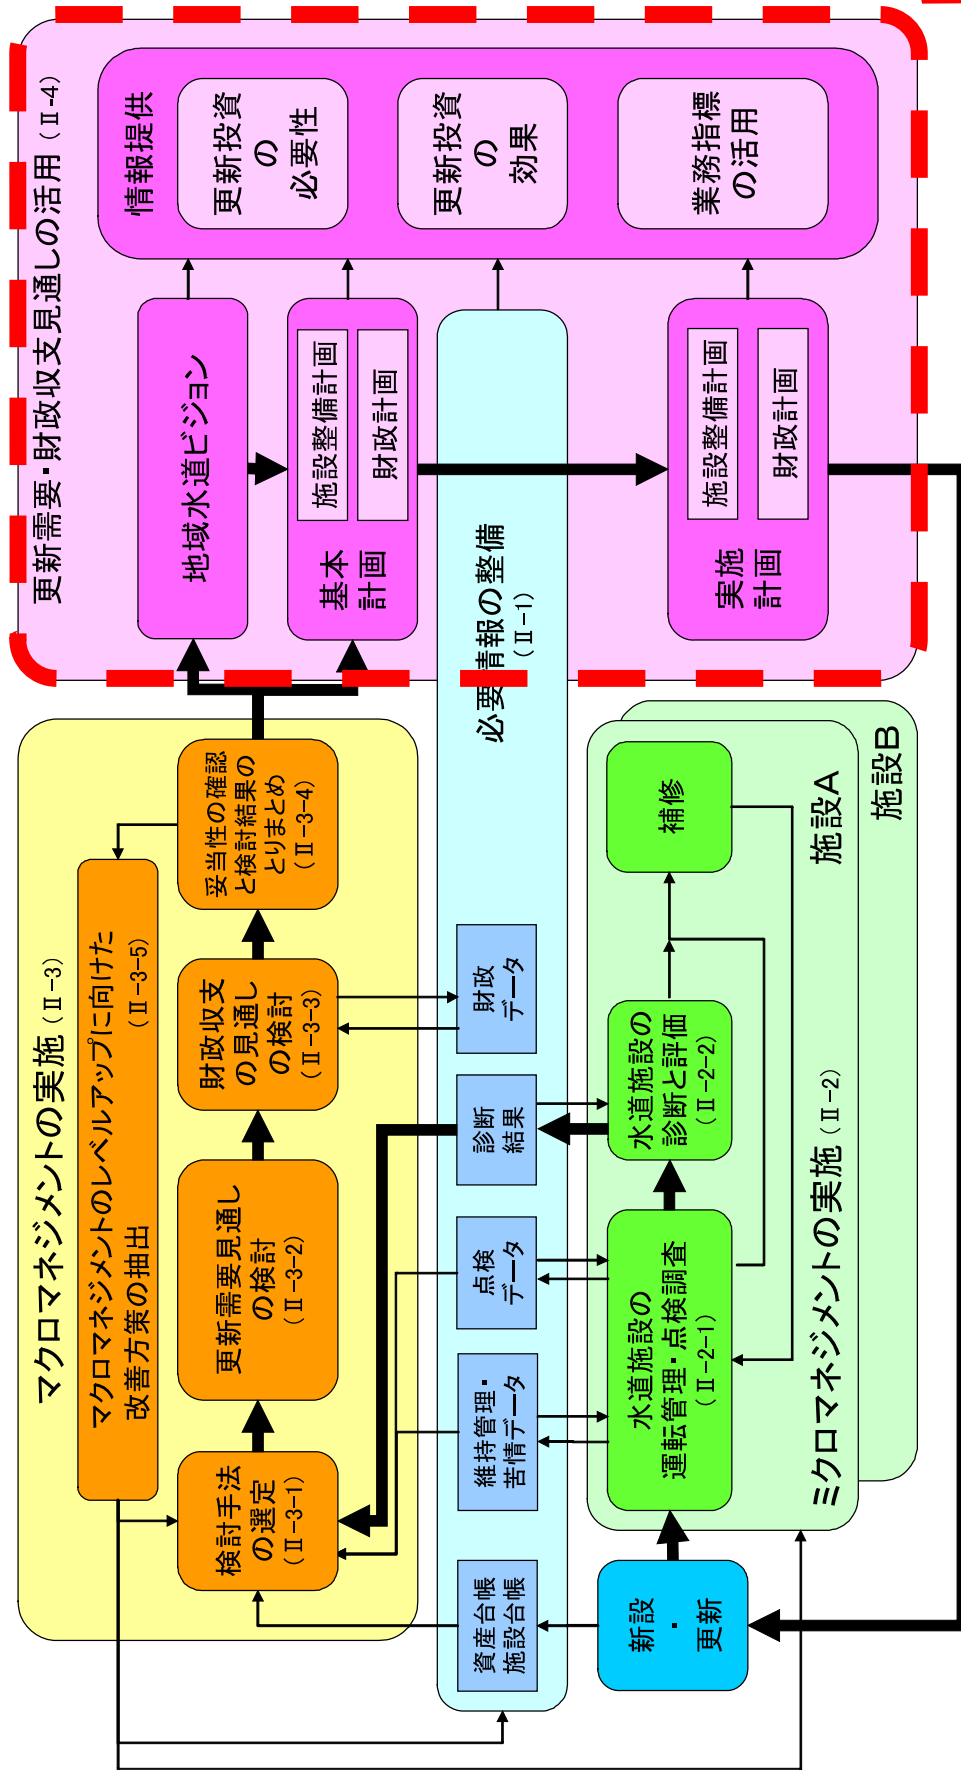 マクロマネジメントの実施(Ⅱ-3)
マクロマネジメントのレベルアップに向けた
改善方策の抽出
(Ⅱ-3-5)
検討手法
の選定
(Ⅱ-3-1)
更新需要見通し
の検討
(Ⅱ-3-2)
財政収支
の見通し
の検討
(Ⅱ-3-3)
妥当性の確認
と検討結果の
とりまとめ
(Ⅱ-3-4)
更新需要・財政収支見通しの活用(Ⅱ-4)
地域水道ビジョン
基本
計画
施設整備計画
財政計画
実施
計画
施設整備計画
財政計画
情報提供
更新投資
の
必要性
更新投資
の
効果
業務指標
の活用
必要情報の整備
(Ⅱ-1)
資産台帳
施設台帳
維持管理・
苦情データ
点検
データ
診断
結果
財政
データ
新設
・
更新
水道施設の
運転管理・点検調査
(Ⅱ-2-1)
水道施設の
診断と評価
(Ⅱ-2-2)
補修
ミクロマネジメントの実施(Ⅱ-2)
施設A
施設B